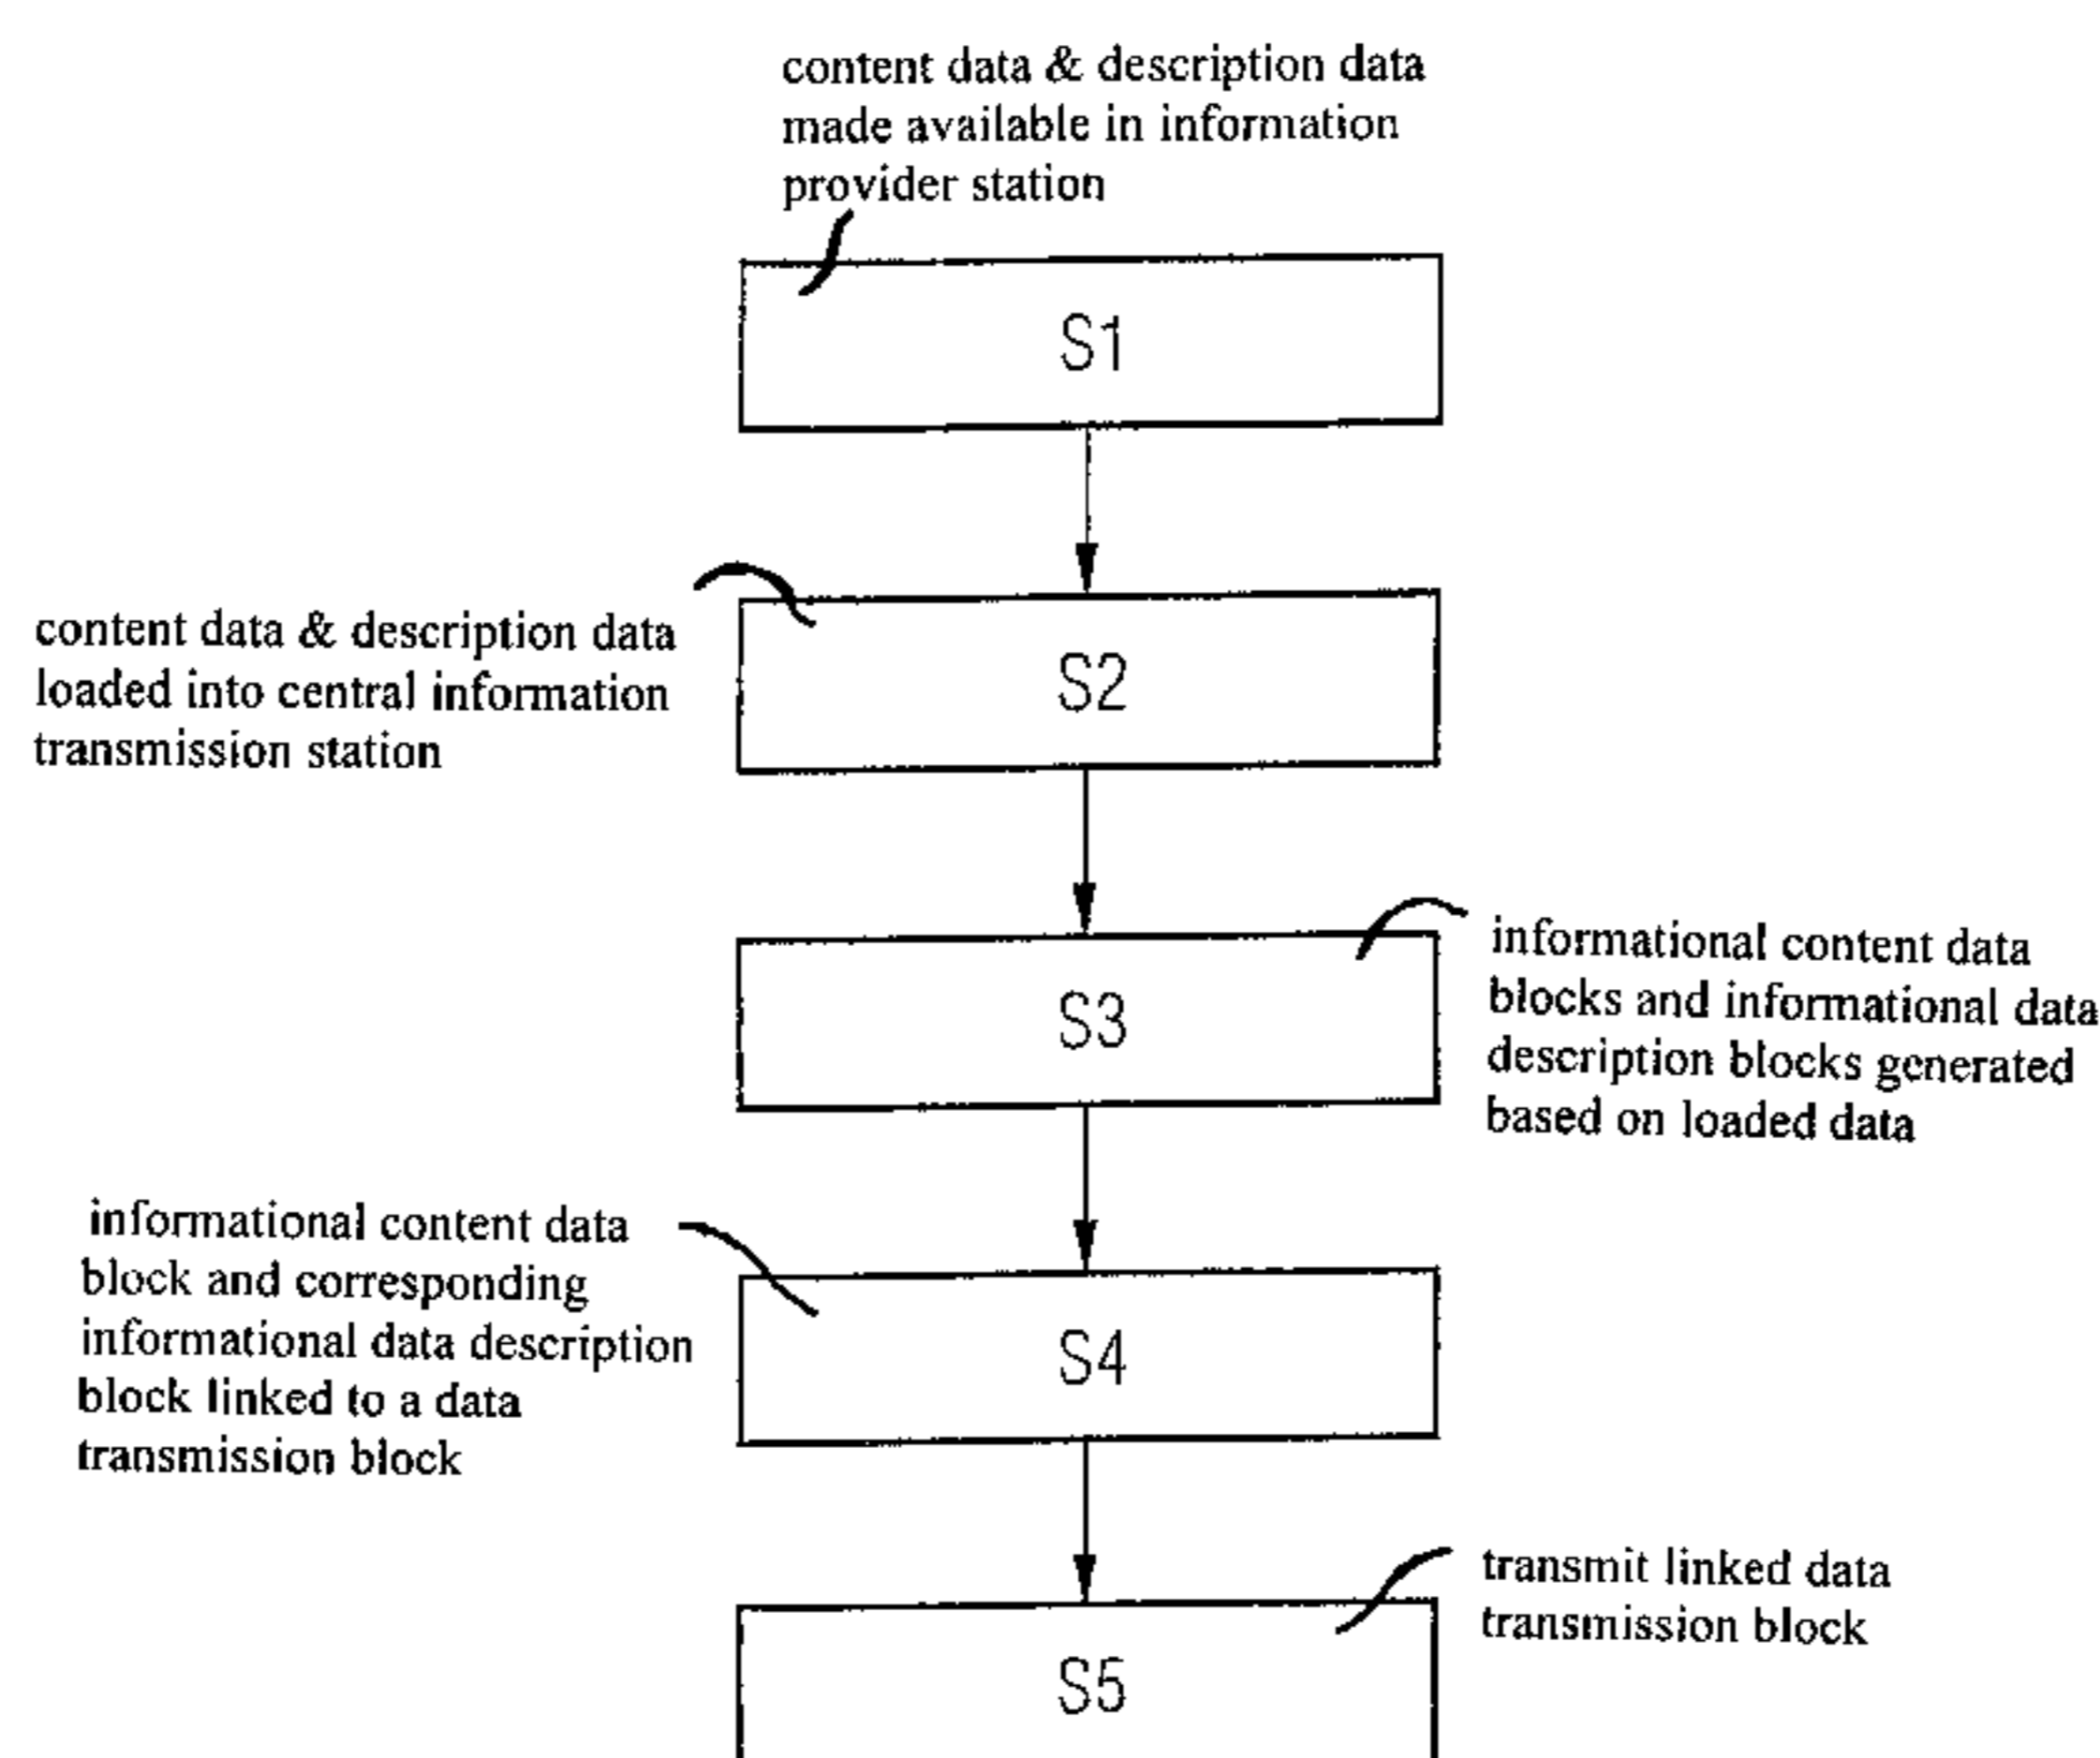 content data & description data
made available in information
provider station
S1
content data & description data
loaded into central information
transmission station
S2
S3
informational content data
blocks and informational data
description blocks generated
based on loaded data
informational content data
block and corresponding
informational data description
block linked to a data
transmission block
S4
transmit linked data
transmission block
S5